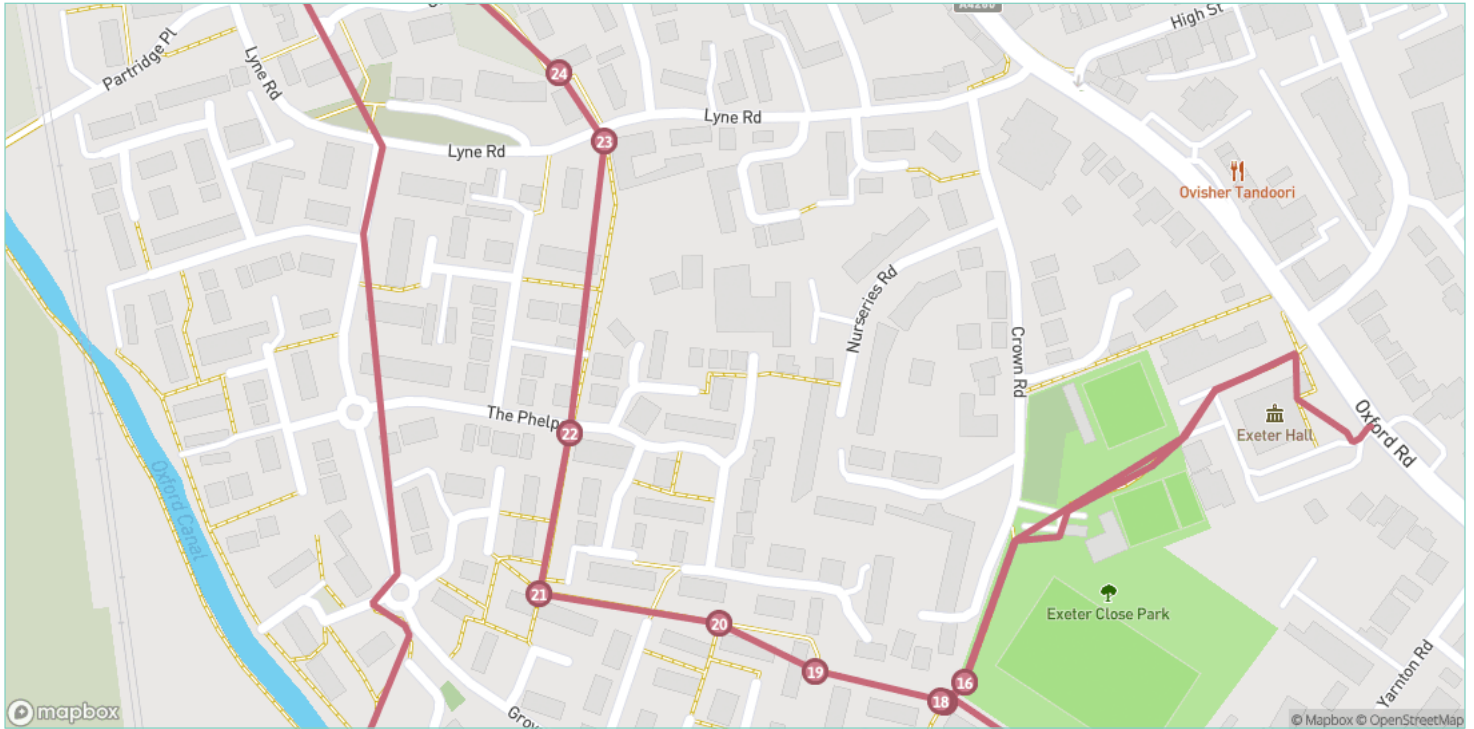 A4260
High St
Partridge Pl
Lyne Rd
24
23
Lyne Rd
Lyne Rd
Ovisher Tandoori
Nurseries Rd
Crown Rd
The Phelp
22
Exeter Hall
Oxford Rd
Oxford Canal
21
20
Exeter Close Park
19
16
18
Yarnton Rd
Grov
mapbox
© Mapbox © OpenStreetMap